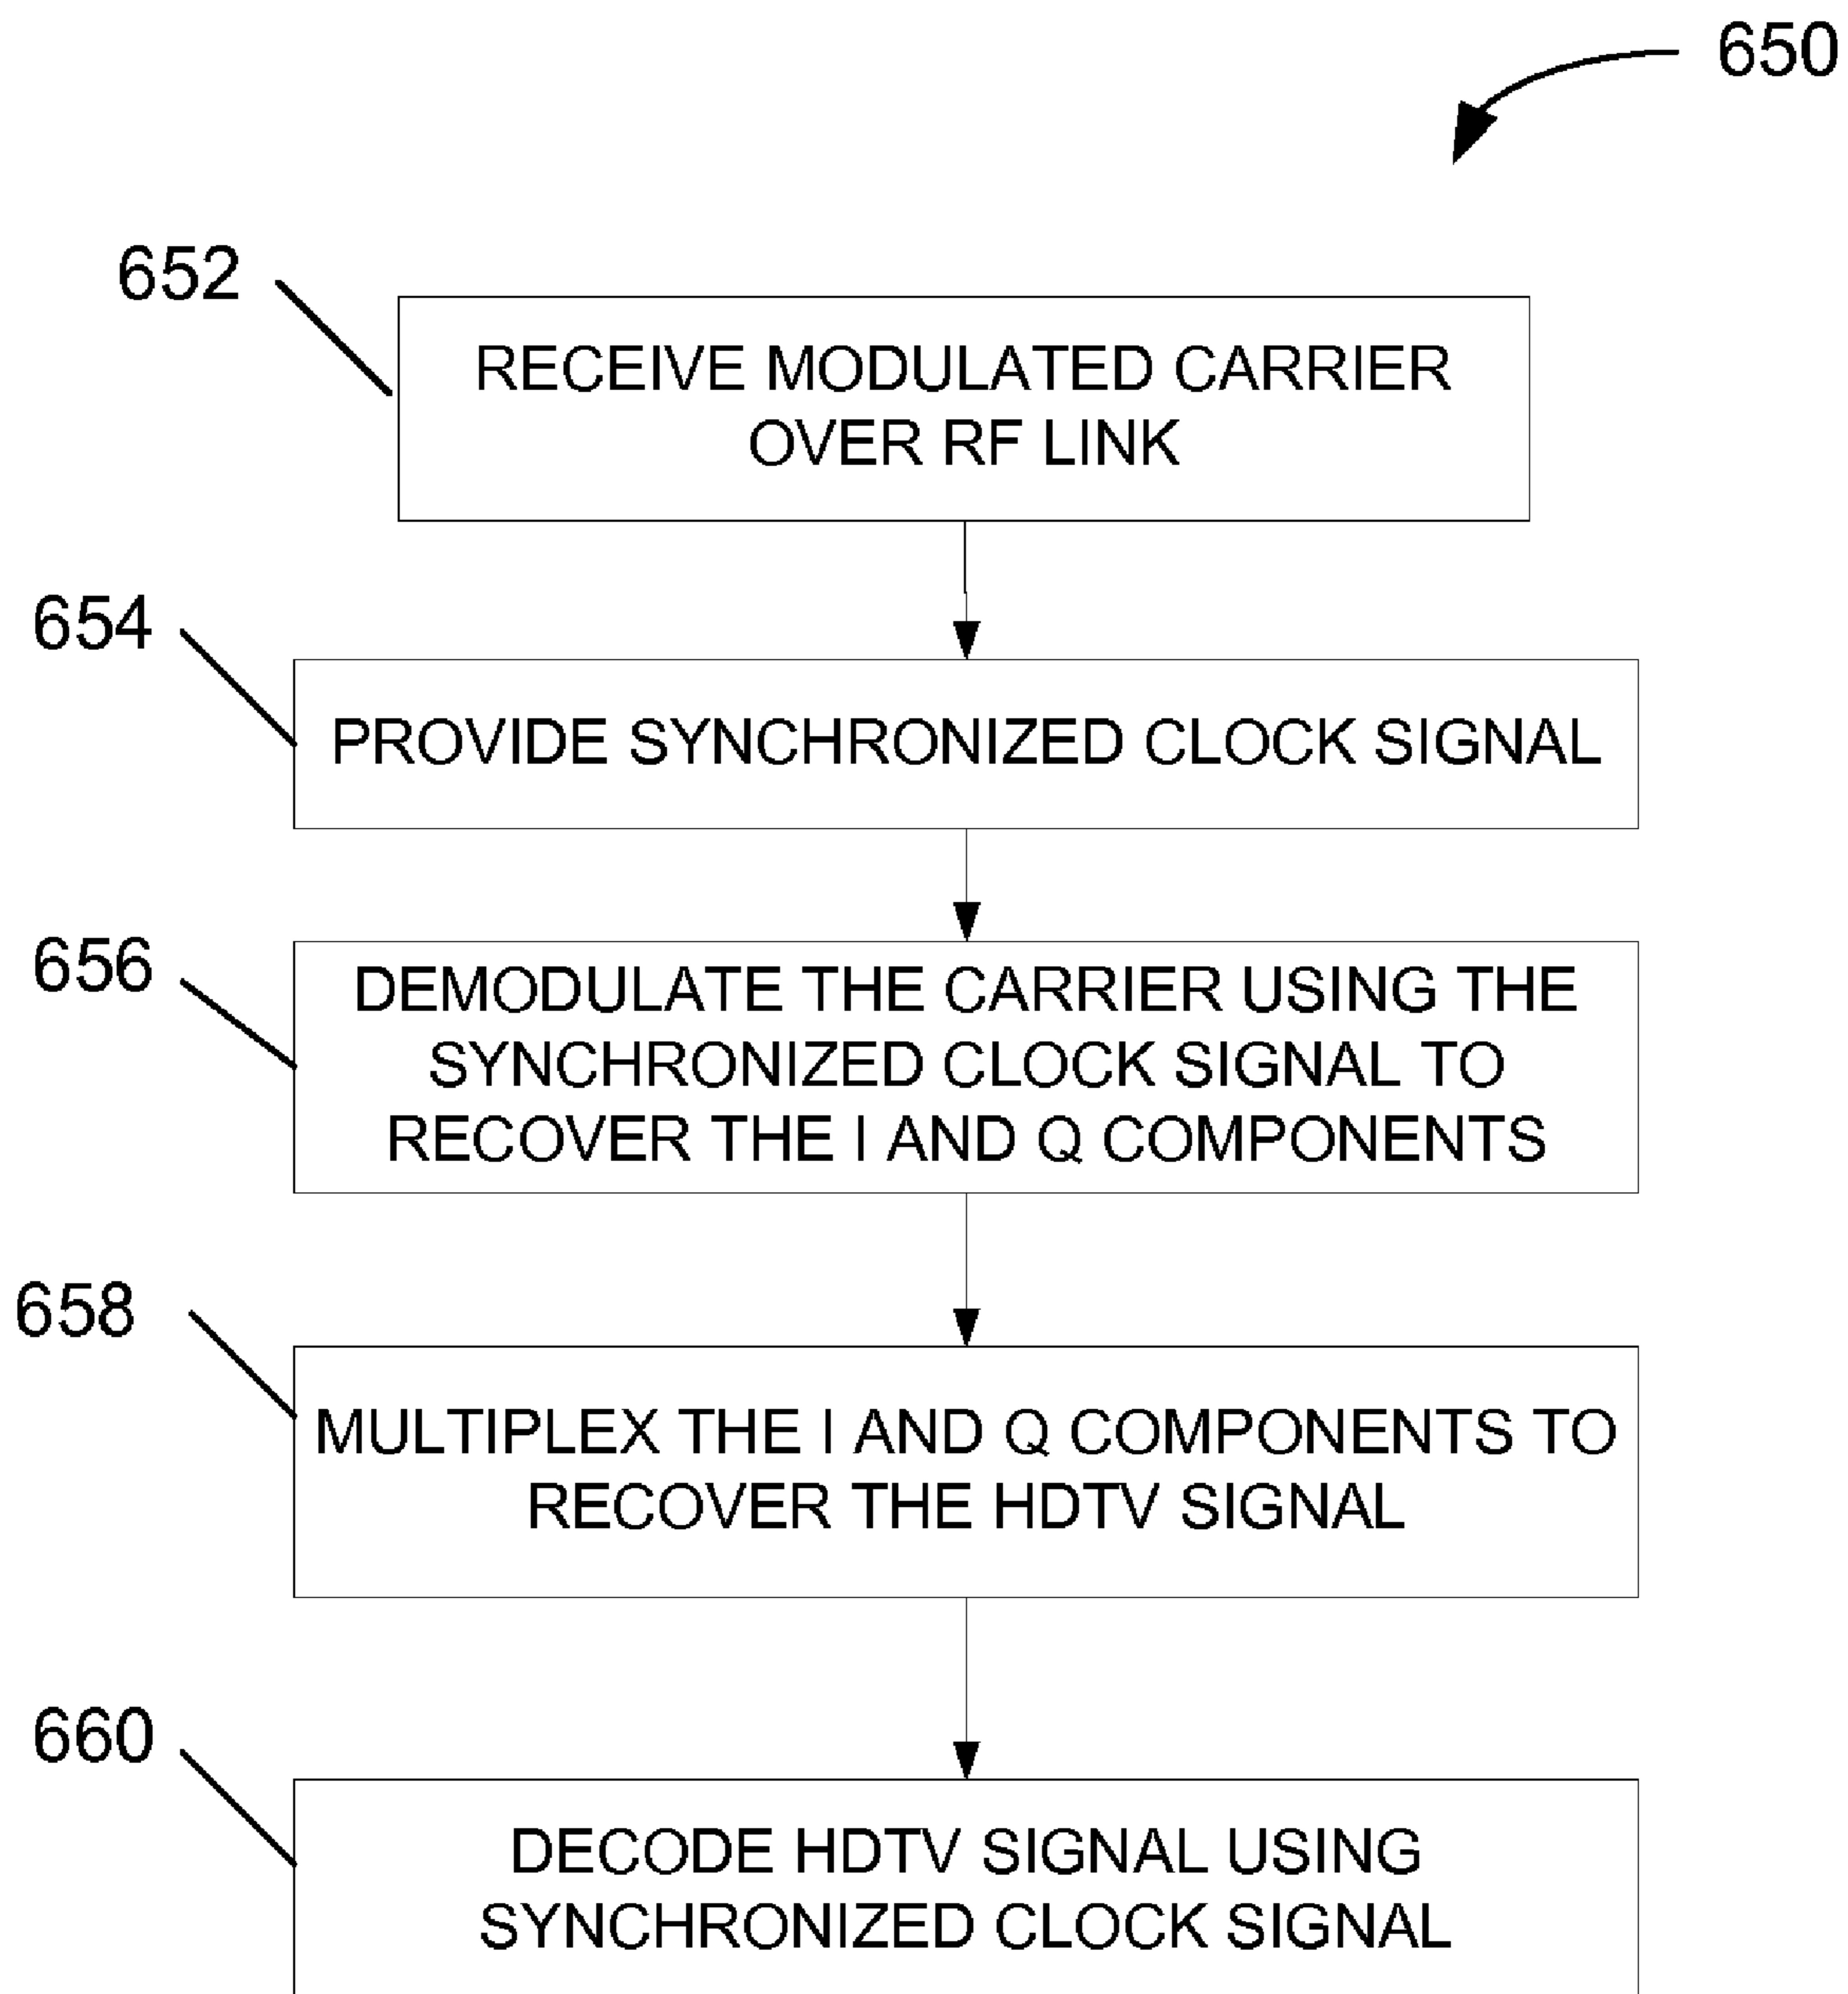 650
652
RECEIVE MODULATED CARRIER
OVER RF LINK
654
PROVIDE SYNCHRONIZED CLOCK SIGNAL
656
DEMODULATE THE CARRIER USING THE
SYNCHRONIZED CLOCK SIGNAL TO
RECOVER THE I AND Q COMPONENTS
658
MULTIPLEX THE I AND Q COMPONENTS TO
RECOVER THE HDTV SIGNAL
660
DECODE HDTV SIGNAL USING
SYNCHRONIZED CLOCK SIGNAL